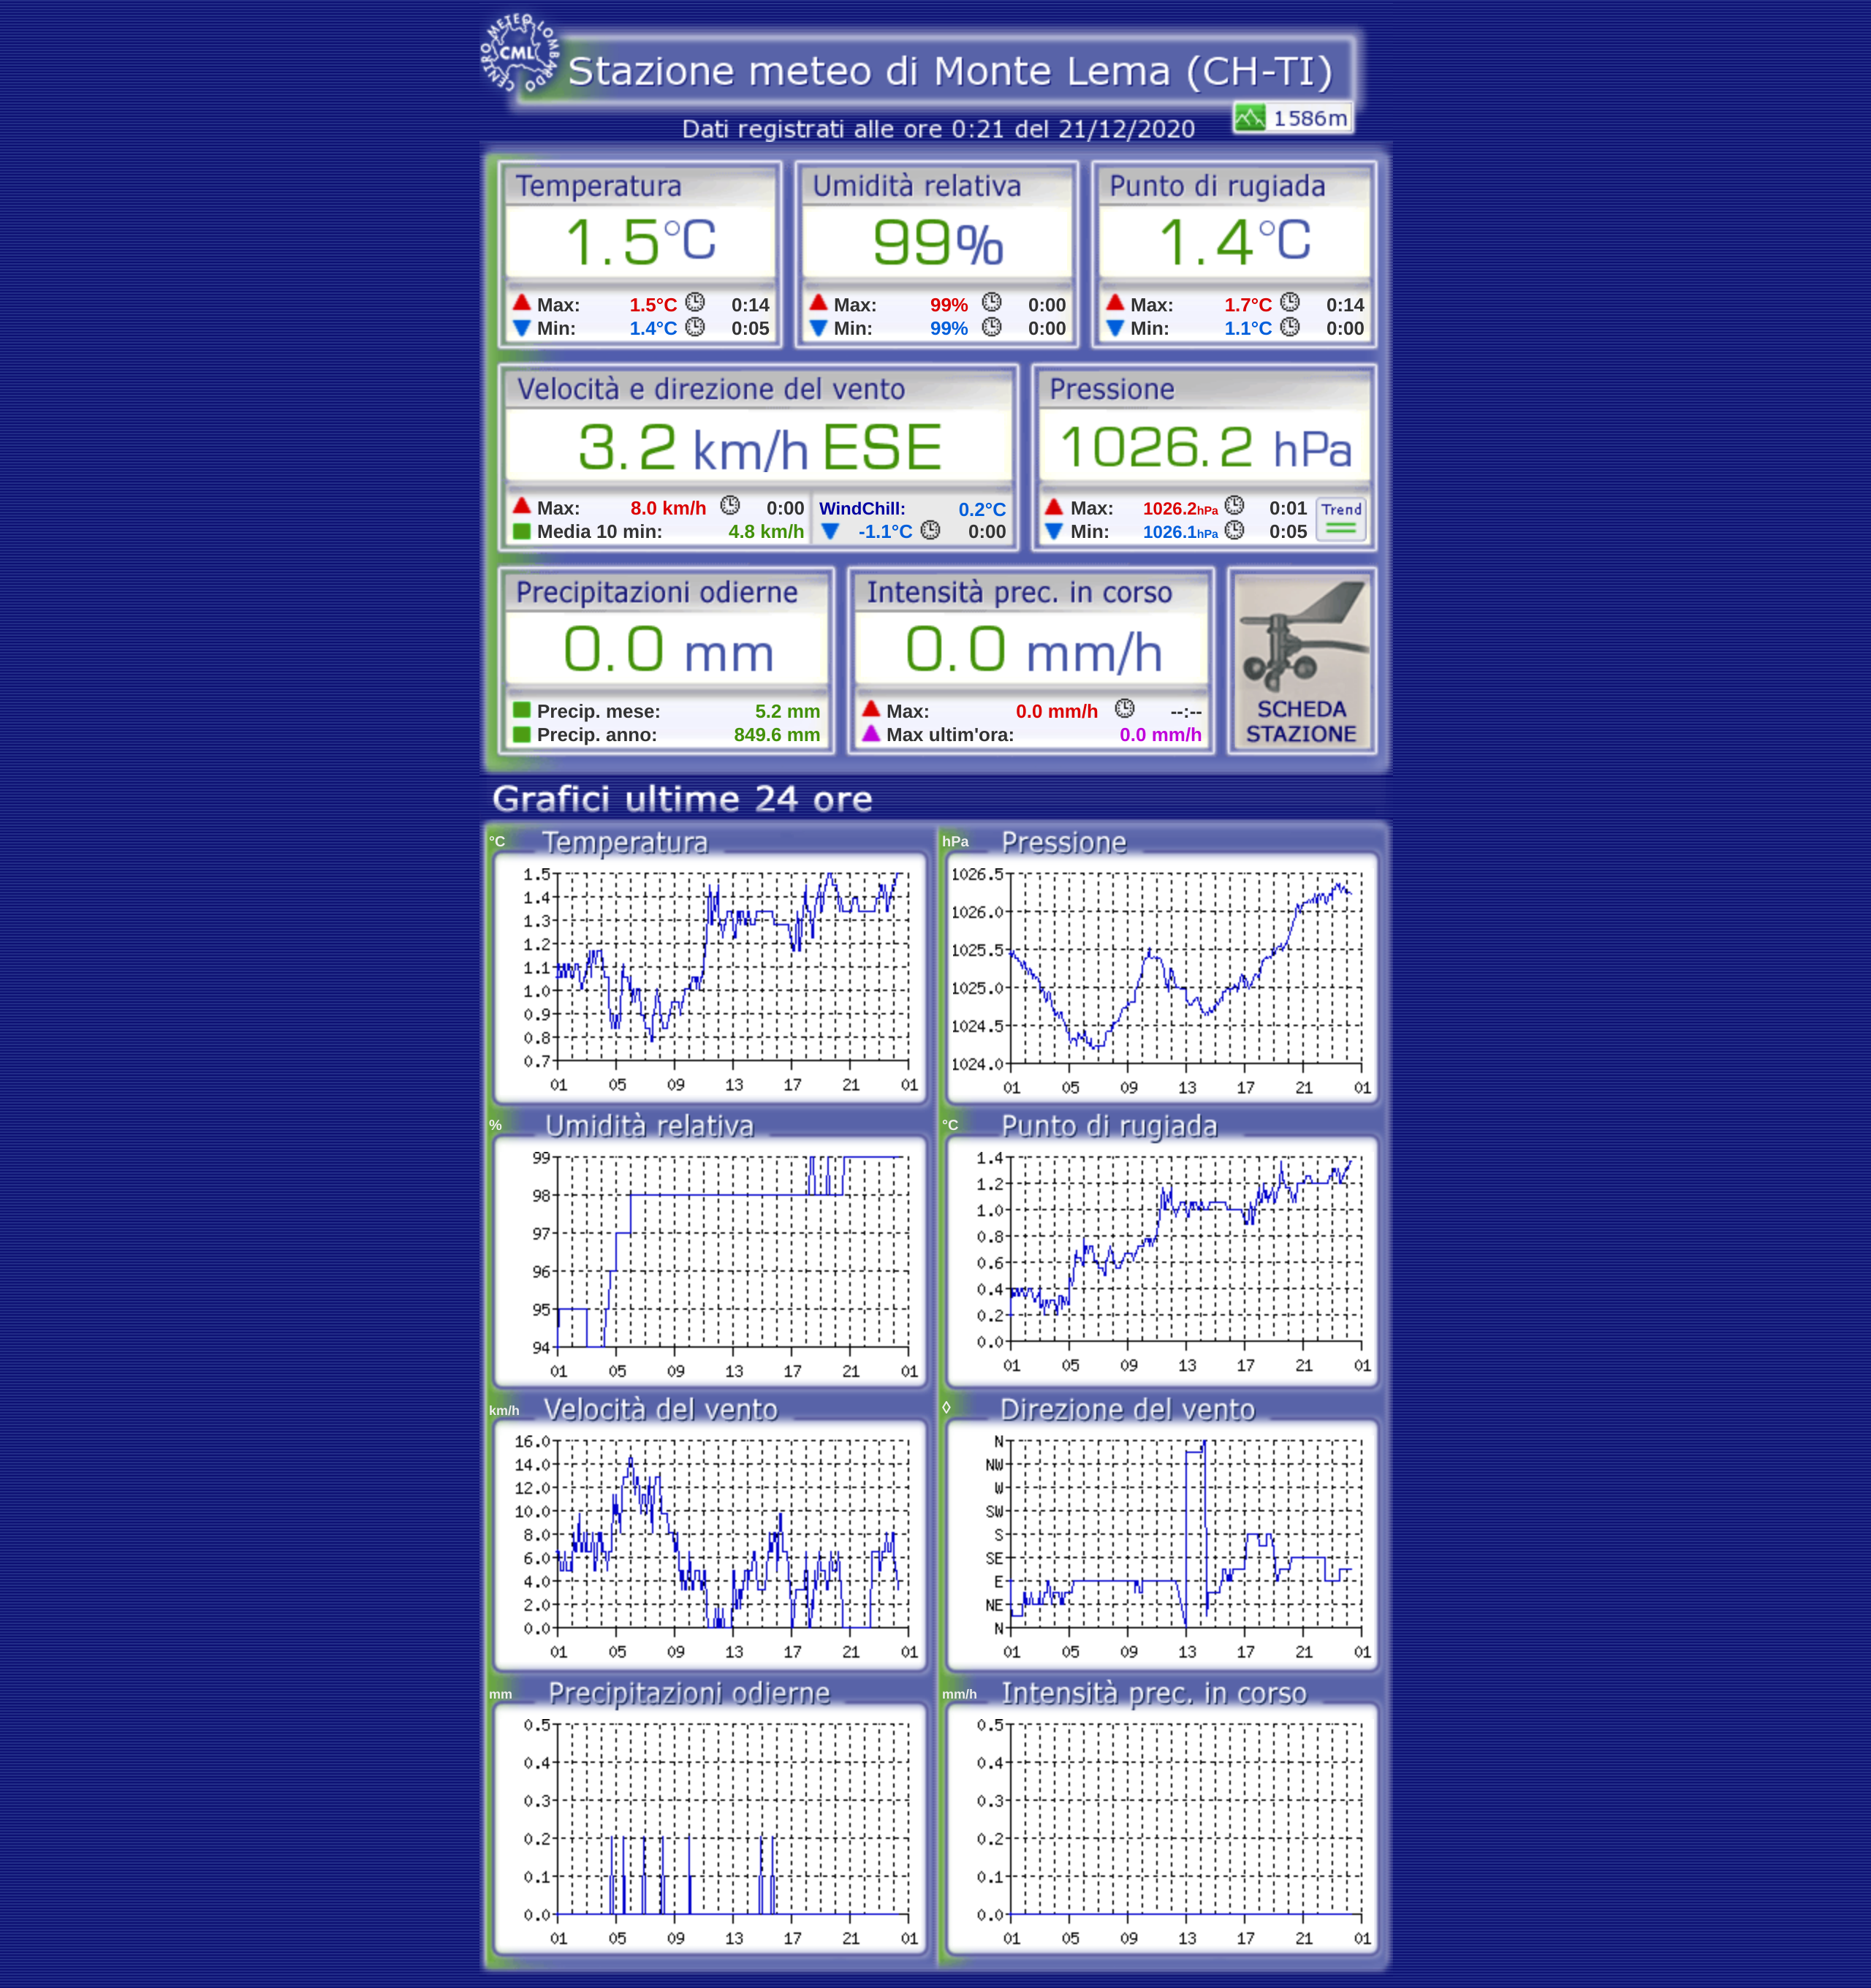 CENTRO METEO LOMBARDO
CML
Stazione meteo di Monte Lema (CH-TI)
1586m
Dati registrati alle ore 0:21 del 21/12/2020
Temperatura
1.5°C
Max: 1.5°C 0:14
Min: 1.4°C 0:05
Umidità relativa
99%
Max: 99% 0:00
Min: 99% 0:00
Punto di rugiada
1.4°C
Max: 1.7°C 0:14
Min: 1.1°C 0:00
Velocità e direzione del vento
3.2 km/h ESE
Max: 8.0 km/h 0:00
Media 10 min: 4.8 km/h
WindChill: 0.2°C
-1.1°C 0:00
Pressione
1026.2 hPa
Max: 1026.2hPa 0:01
Min: 1026.1hPa 0:05
Trend
Precipitazioni odierne
0.0 mm
Precip. mese: 5.2 mm
Precip. anno: 849.6 mm
Intensità prec. in corso
0.0 mm/h
Max: 0.0 mm/h --:--
Max ultim'ora: 0.0 mm/h
SCHEDA
STAZIONE
Grafici ultime 24 ore
°C Temperatura
1.5
1.4
1.3
1.2
1.1
1.0
0.9
0.8
0.7
01 05 09 13 17 21 01
hPa Pressione
1026.5
1026.0
1025.5
1025.0
1024.5
1024.0
01 05 09 13 17 21 01
% Umidità relativa
99
98
97
96
95
94
01 05 09 13 17 21 01
°C Punto di rugiada
1.4
1.2
1.0
0.8
0.6
0.4
0.2
0.0
01 05 09 13 17 21 01
km/h Velocità del vento
16.0
14.0
12.0
10.0
8.0
6.0
4.0
2.0
0.0
01 05 09 13 17 21 01
◊ Direzione del vento
N
NW
W
SW
S
SE
E
NE
N
01 05 09 13 17 21 01
mm Precipitazioni odierne
0.5
0.4
0.3
0.2
0.1
0.0
01 05 09 13 17 21 01
mm/h Intensità prec. in corso
0.5
0.4
0.3
0.2
0.1
0.0
01 05 09 13 17 21 01